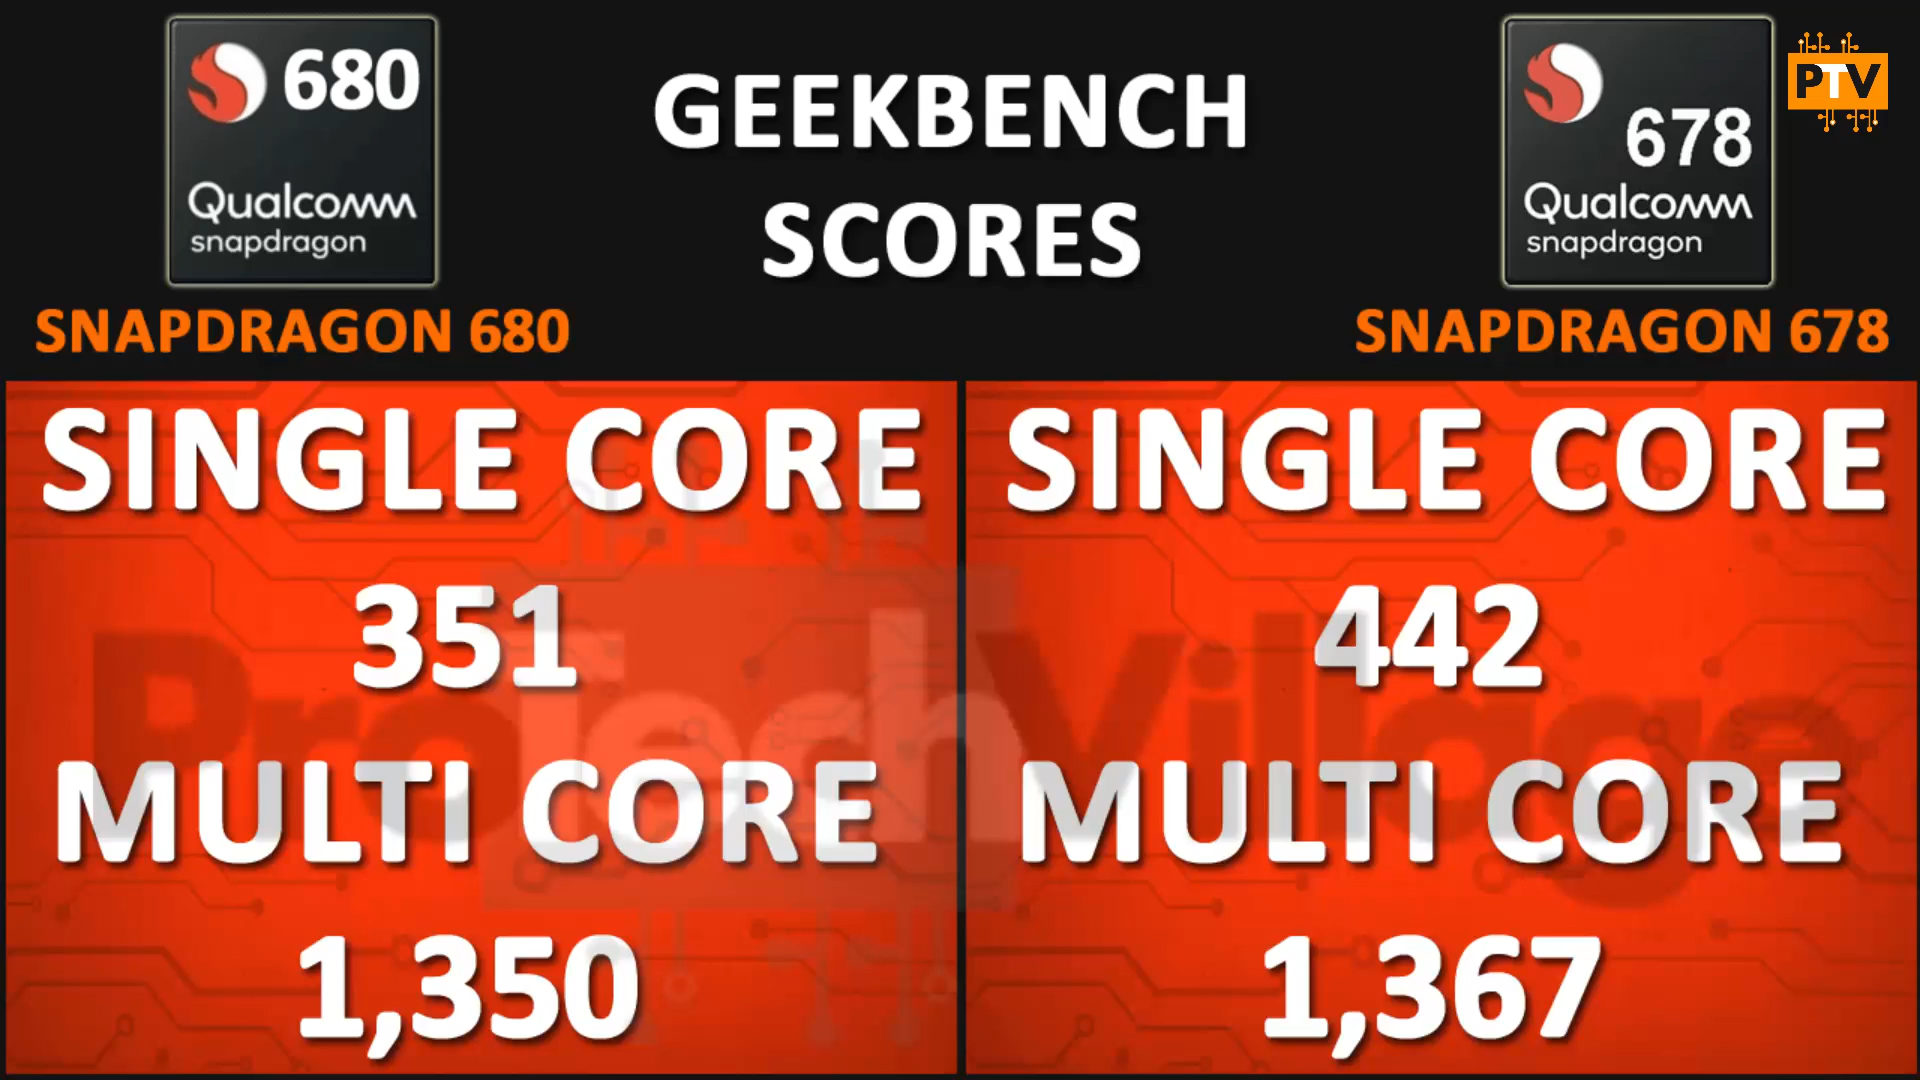 680
Qualcomm
snapdragon
SNAPDRAGON 680
GEEKBENCH
SCORES
678
Qualcomm
snapdragon
SNAPDRAGON 678
PTV
SINGLE CORE
351
MULTI CORE
1,350
SINGLE CORE
442
MULTI CORE
1,367
ProTechVillage